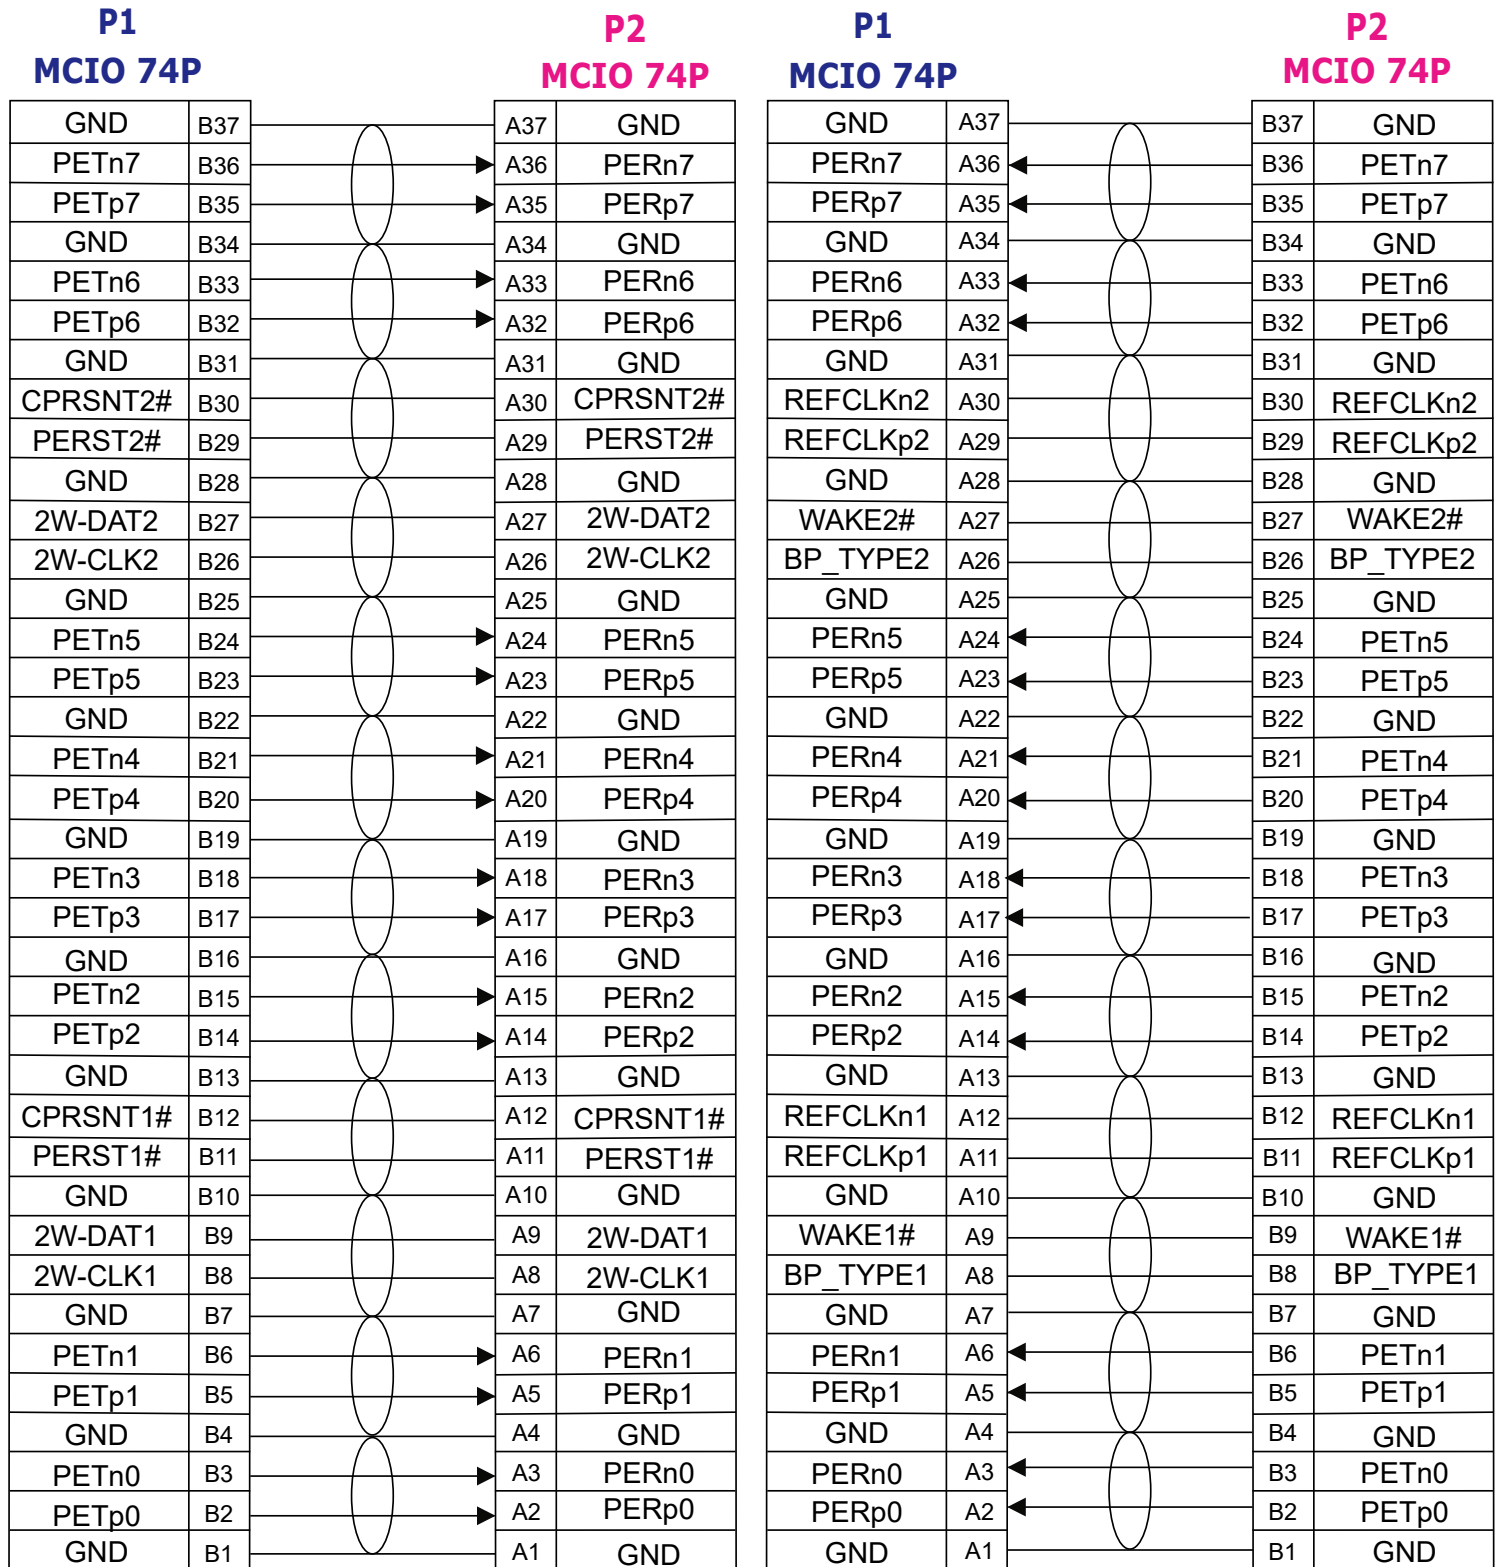 P1 P2 P1 P2
MCIO 74P MCIO 74P MCIO 74P MCIO 74P
GND B37 A37 GND GND A37 B37 GND
PETn7 B36 A36 PERn7 PERn7 A36 B36 PETn7
PETp7 B35 A35 PERp7 PERp7 A35 B35 PETp7
GND B34 A34 GND GND A34 B34 GND
PETn6 B33 A33 PERn6 PERn6 A33 B33 PETn6
PETp6 B32 A32 PERp6 PERp6 A32 B32 PETp6
GND B31 A31 GND GND A31 B31 GND
CPRSNT2# B30 A30 CPRSNT2# REFCLKn2 A30 B30 REFCLKn2
PERST2# B29 A29 PERST2# REFCLKp2 A29 B29 REFCLKp2
GND B28 A28 GND GND A28 B28 GND
2W-DAT2 B27 A27 2W-DAT2 WAKE2# A27 B27 WAKE2#
2W-CLK2 B26 A26 2W-CLK2 BP_TYPE2 A26 B26 BP_TYPE2
GND B25 A25 GND GND A25 B25 GND
PETn5 B24 A24 PERn5 PERn5 A24 B24 PETn5
PETp5 B23 A23 PERp5 PERp5 A23 B23 PETp5
GND B22 A22 GND GND A22 B22 GND
PETn4 B21 A21 PERn4 PERn4 A21 B21 PETn4
PETp4 B20 A20 PERp4 PERp4 A20 B20 PETp4
GND B19 A19 GND GND A19 B19 GND
PETn3 B18 A18 PERn3 PERn3 A18 B18 PETn3
PETp3 B17 A17 PERp3 PERp3 A17 B17 PETp3
GND B16 A16 GND GND A16 B16 GND
PETn2 B15 A15 PERn2 PERn2 A15 B15 PETn2
PETp2 B14 A14 PERp2 PERp2 A14 B14 PETp2
GND B13 A13 GND GND A13 B13 GND
CPRSNT1# B12 A12 CPRSNT1# REFCLKn1 A12 B12 REFCLKn1
PERST1# B11 A11 PERST1# REFCLKp1 A11 B11 REFCLKp1
GND B10 A10 GND GND A10 B10 GND
2W-DAT1 B9 A9 2W-DAT1 WAKE1# A9 B9 WAKE1#
2W-CLK1 B8 A8 2W-CLK1 BP_TYPE1 A8 B8 BP_TYPE1
GND B7 A7 GND GND A7 B7 GND
PETn1 B6 A6 PERn1 PERn1 A6 B6 PETn1
PETp1 B5 A5 PERp1 PERp1 A5 B5 PETp1
GND B4 A4 GND GND A4 B4 GND
PETn0 B3 A3 PERn0 PERn0 A3 B3 PETn0
PETp0 B2 A2 PERp0 PERp0 A2 B2 PETp0
GND B1 A1 GND GND A1 B1 GND